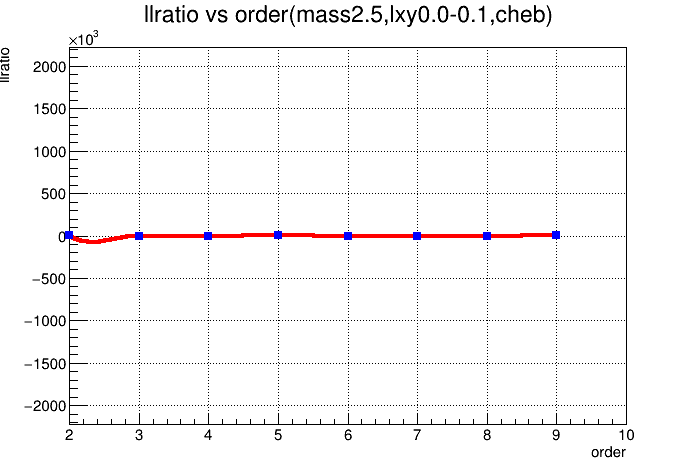 llratio vs order(mass2.5,lxy0.0-0.1,cheb)
×10³
llratio
2000
1500
1000
500
0
−500
−1000
−1500
−2000
2 3 4 5 6 7 8 9 10
order